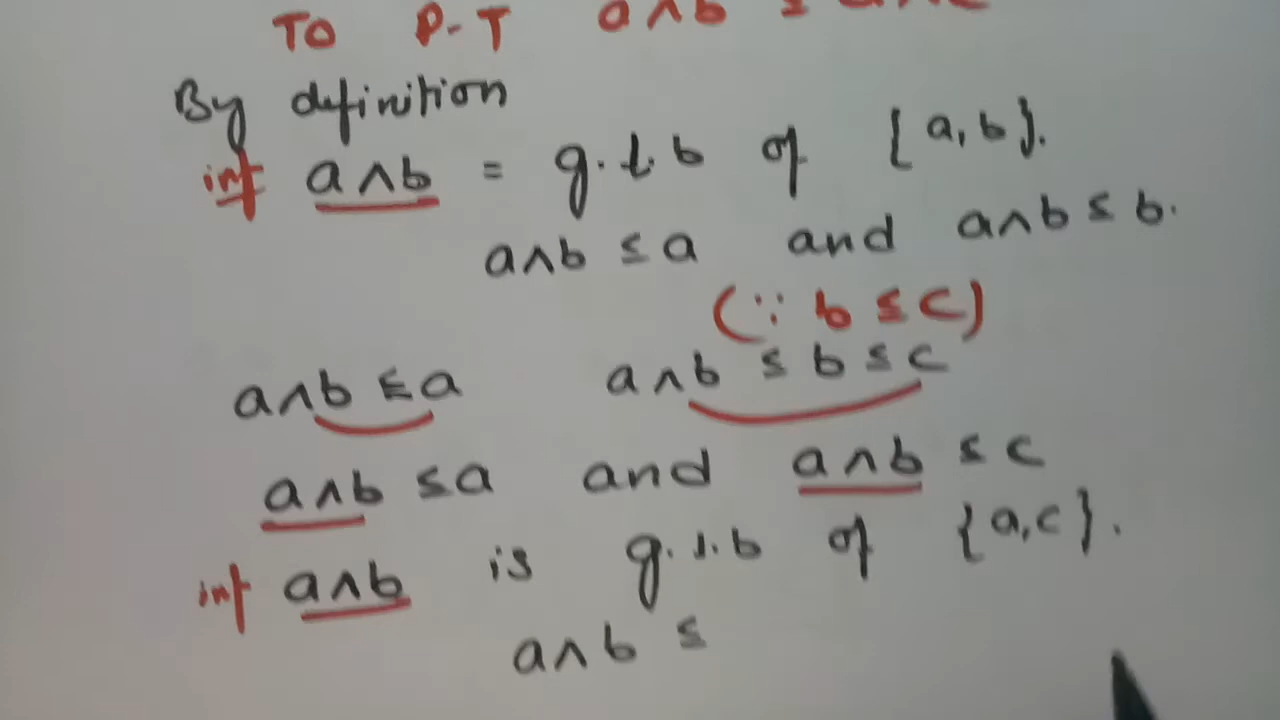 TO P-T a∧b ≤ a∧c
By definition
inf a∧b = g.l.b of {a,b}.
a∧b ≤ a and a∧b ≤ b.
(∵ b ≤ c)
a∧b ≤ a a∧b ≤ b ≤ c
a∧b ≤ a and a∧b ≤ c
inf a∧b is g.l.b of {a,c}.
a∧b ≤